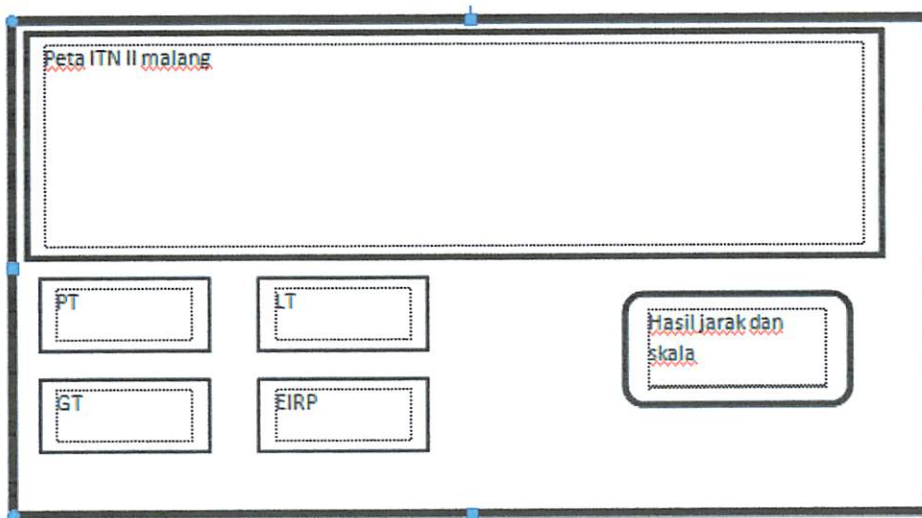 Peta ITN II malang
PT
LT
Hasil jarak dan
skala
GT
EIRP